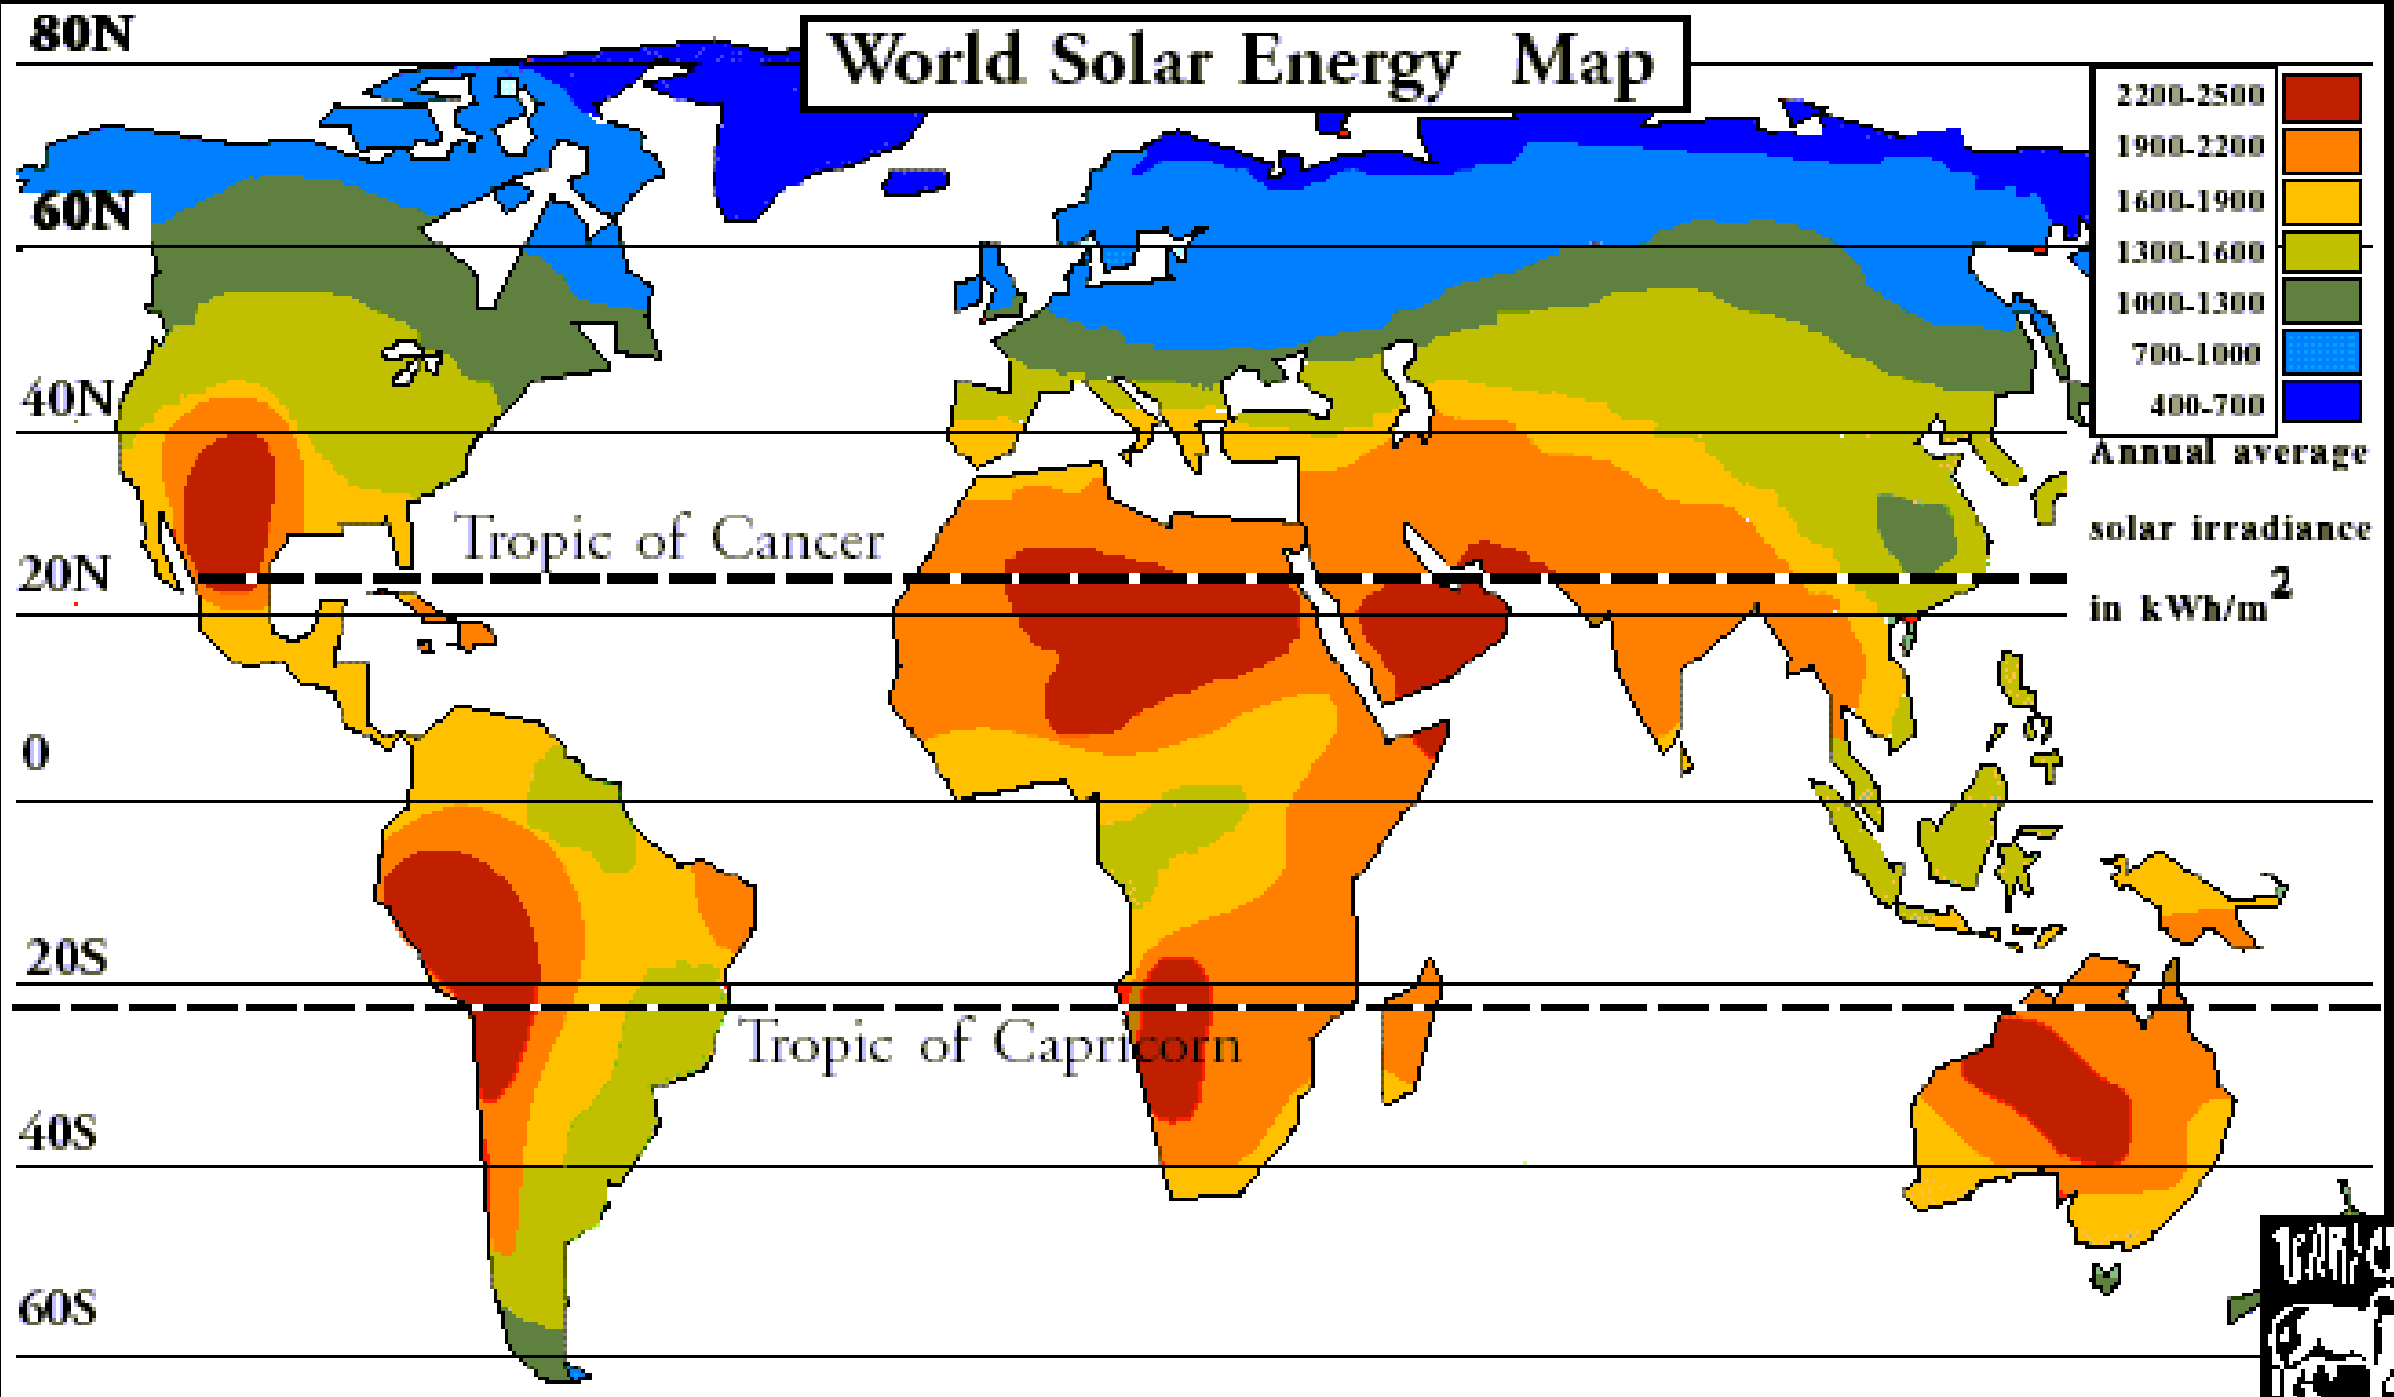 World Solar Energy Map
80N
60N
40N
20N
0
20S
40S
60S
Tropic of Cancer
Tropic of Capricorn
2200-2500
1900-2200
1600-1900
1300-1600
1000-1300
700-1000
400-700
Annual average
solar irradiance
in kWh/m²